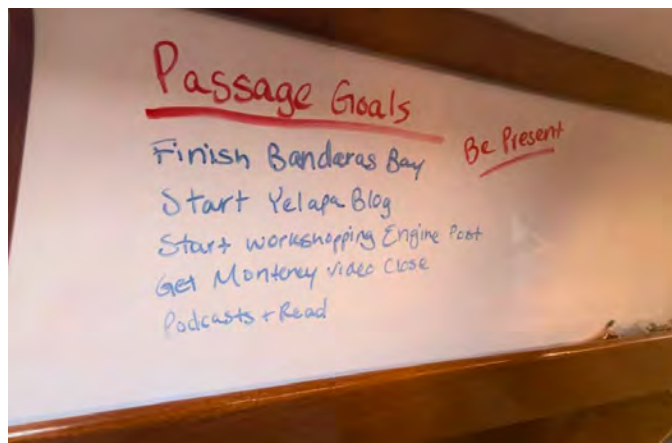 Passage Goals
Be Present
Finish Banderas Bay
Start Yelapa Blog
Start workshopping Engine Post
Get Monterey video Close
Podcasts + Read